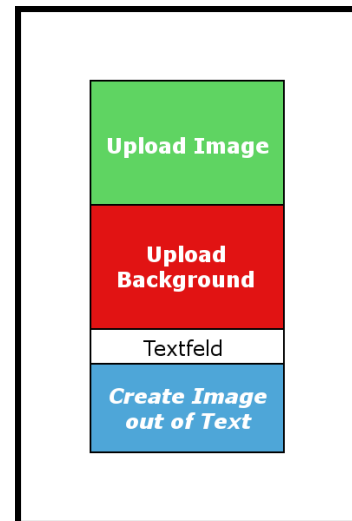 Upload Image
Upload
Background
Textfeld
Create Image
out of Text